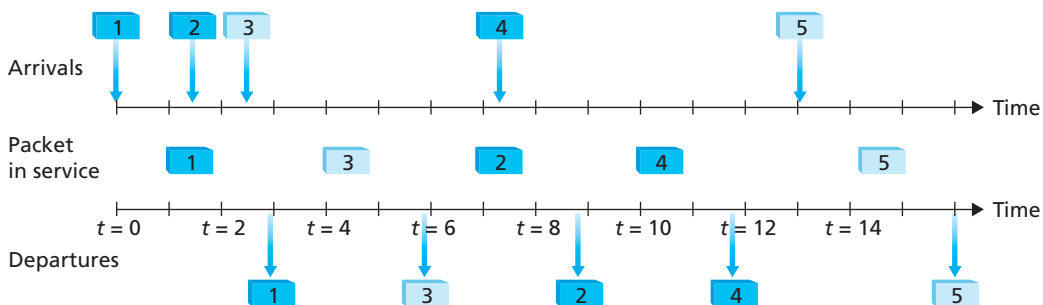 1 2 3 4 5
Arrivals
Time
Packet
in service
1 3 2 4 5
Time
t = 0 t = 2 t = 4 t = 6 t = 8 t = 10 t = 12 t = 14
Departures
1 3 2 4 5